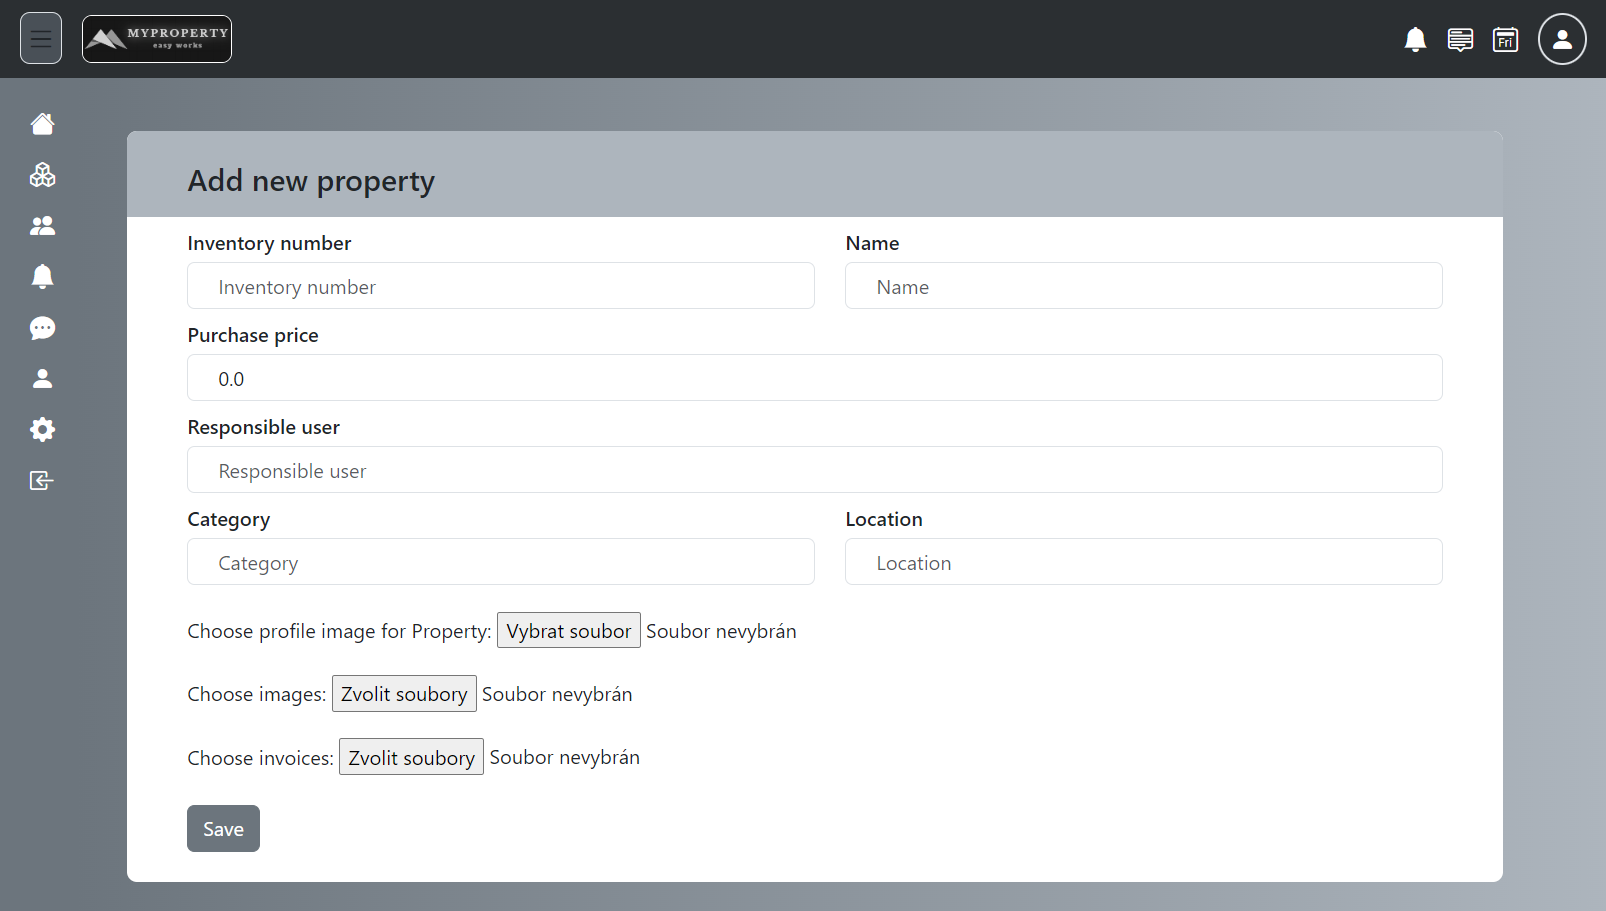 MYPROPERTY
easy works
Fri
Add new property
Inventory number
Name
Inventory number
Name
Purchase price
0.0
Responsible user
Responsible user
Category
Location
Category
Location
Choose profile image for Property: Vybrat soubor Soubor nevybrán
Choose images: Zvolit soubory Soubor nevybrán
Choose invoices: Zvolit soubory Soubor nevybrán
Save